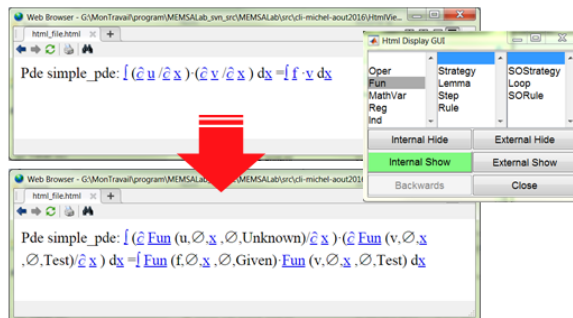 Web Browser - G:\MonTravail\program\MEMSALab_svn_src\MEMSALab\src\cli-michel-aout2016\HtmlVie...
html_file.html
Pde simple_pde: ∫ (∂ u /∂ x )·(∂ v /∂ x ) dx =∫ f ·v dx
Html Display GUI
Oper Strategy SOStrategy
Fun Lemma Loop
MathVar Step SORule
Reg Rule
Ind
Internal Hide External Hide
Internal Show External Show
Backwards Close
Web Browser - G:\MonTravail\program\MEMSALab_svn_src\MEMSALab\src\cli-michel-aout201
html_file.html
Pde simple_pde: ∫ (∂ Fun (u,∅,x ,∅,Unknown)/∂ x )·(∂ Fun (v,∅,x
,∅,Test)/∂ x ) dx =∫ Fun (f,∅,x ,∅,Given)·Fun (v,∅,x ,∅,Test) dx